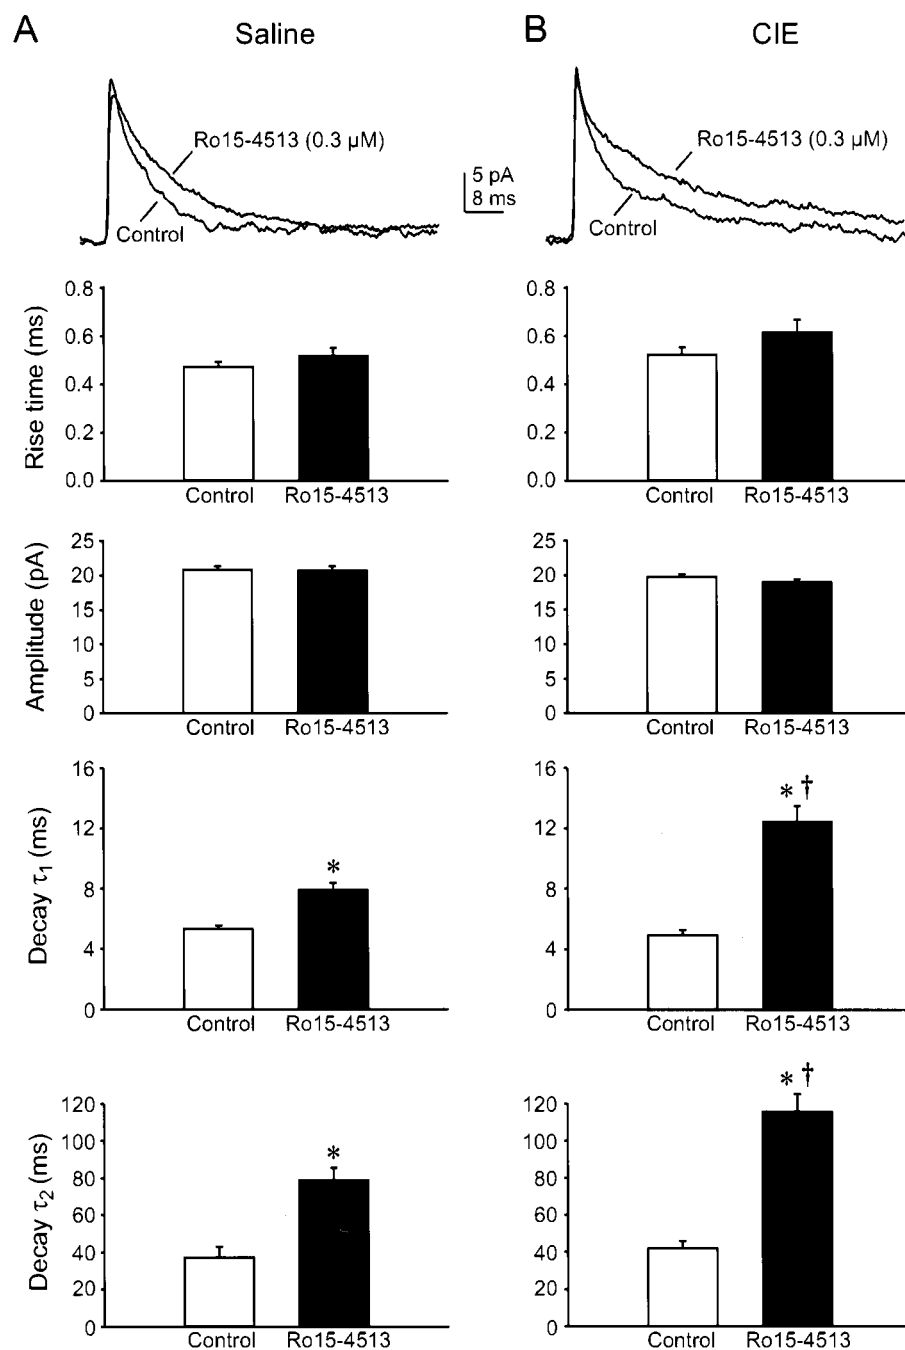 A Saline
B CIE
Ro15-4513 (0.3 µM)
Control
5 pA
8 ms
Ro15-4513 (0.3 µM)
Control
Rise time (ms)
0.8
0.6
0.4
0.2
0.0
Control Ro15-4513
0.8
0.6
0.4
0.2
0.0
Control Ro15-4513
Amplitude (pA)
25
20
15
10
5
0
Control Ro15-4513
25
20
15
10
5
0
Control Ro15-4513
Decay τ1 (ms)
16
12
8
4
0
*
Control Ro15-4513
16
12
8
4
0
* †
Control Ro15-4513
Decay τ2 (ms)
120
100
80
60
40
20
0
*
Control Ro15-4513
120
100
80
60
40
20
0
* †
Control Ro15-4513